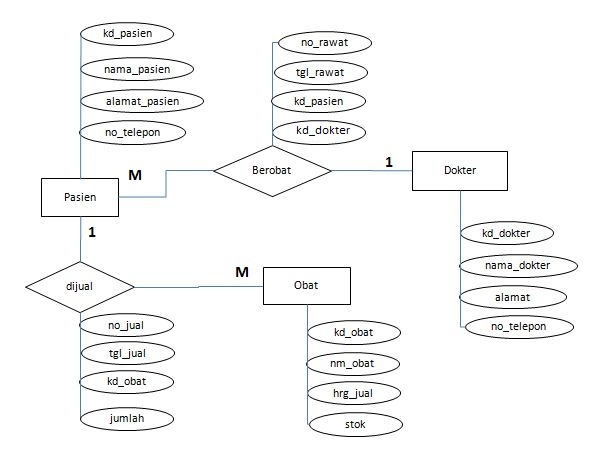 kd_pasien
nama_pasien
alamat_pasien
no_telepon
no_rawat
tgl_rawat
kd_pasien
kd_dokter
M
Berobat
1
Dokter
Pasien
1
kd_dokter
nama_dokter
alamat
no_telepon
dijual
M
Obat
no_jual
tgl_jual
kd_obat
jumlah
kd_obat
nm_obat
hrg_jual
stok